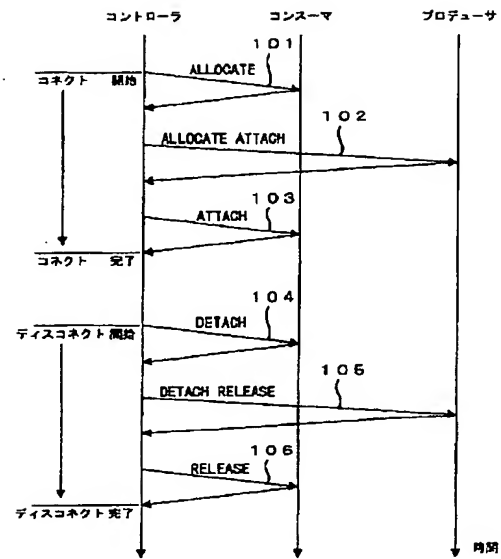 コントローラ コンスーマ プロデューサ
101
ALLOCATE
コネクト 開始
102
ALLOCATE ATTACH
103
ATTACH
コネクト 完了
104
DETACH
ディスコネクト 開始
105
DETACH RELEASE
106
RELEASE
ディスコネクト 完了
時間